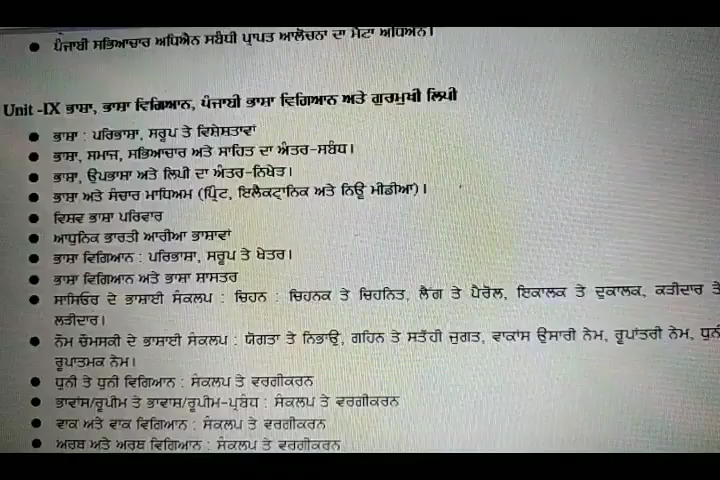 ਪੰਜਾਬੀ ਸਭਿਆਚਾਰ ਅਧਿਐਨ ਸਬੰਧੀ ਪ੍ਰਾਪਤ ਆਲੋਚਨਾ ਦਾ ਮੈਟਾ ਅਧਿਐਨ।
Unit -IX ਭਾਸ਼ਾ, ਭਾਸ਼ਾ ਵਿਗਿਆਨ, ਪੰਜਾਬੀ ਭਾਸ਼ਾ ਵਿਗਿਆਨ ਅਤੇ ਗੁਰਮੁਖੀ ਲਿਪੀ
ਭਾਸ਼ਾ : ਪਰਿਭਾਸ਼ਾ, ਸਰੂਪ ਤੇ ਵਿਸ਼ੇਸਤਾਵਾਂ
ਭਾਸ਼ਾ, ਸਮਾਜ, ਸਭਿਆਚਾਰ ਅਤੇ ਸਾਹਿਤ ਦਾ ਅੰਤਰ-ਸਬੰਧ।
ਭਾਸ਼ਾ, ਉਪਭਾਸ਼ਾ ਅਤੇ ਲਿਪੀ ਦਾ ਅੰਤਰ-ਨਿਖੇੜ।
ਭਾਸ਼ਾ ਅਤੇ ਸੰਚਾਰ ਮਾਧਿਅਮ (ਪ੍ਰਿੰਟ, ਇਲੈਕਟ੍ਰਾਨਿਕ ਅਤੇ ਨਿਊ ਮੀਡੀਆ)।
ਵਿਸ਼ਵ ਭਾਸ਼ਾ ਪਰਿਵਾਰ
ਆਧੁਨਿਕ ਭਾਰਤੀ ਆਰੀਆ ਭਾਸ਼ਾਵਾਂ
ਭਾਸ਼ਾ ਵਿਗਿਆਨ : ਪਰਿਭਾਸ਼ਾ, ਸਰੂਪ ਤੇ ਖੇਤਰ।
ਭਾਸ਼ਾ ਵਿਗਿਆਨ ਅਤੇ ਭਾਸ਼ਾ ਸ਼ਾਸਤਰ
ਸਾਸਿਓਰ ਦੇ ਭਾਸ਼ਾਈ ਸੰਕਲਪ : ਚਿਹਨ : ਚਿਹਨਕ ਤੇ ਚਿਹਨਿਤ, ਲੈਂਗ ਤੇ ਪੈਰੋਲ, ਇਕਾਲਕ ਤੇ ਦੁਕਾਲਕ, ਕੜੀਦਾਰ ਤੇ
ਲੜੀਦਾਰ।
ਨੋਮ ਚੌਮਸਕੀ ਦੇ ਭਾਸ਼ਾਈ ਸੰਕਲਪ : ਯੋਗਤਾ ਤੇ ਨਿਭਾਉ, ਗਹਿਨ ਤੇ ਸਤੱਹੀ ਜੁਗਤ, ਵਾਕਾਂਸ਼ ਉਸਾਰੀ ਨੇਮ, ਰੂਪਾਂਤਰੀ ਨੇਮ, ਧੁਨੀ
ਰੂਪਾਤਮਕ ਨੇਮ।
ਧੁਨੀ ਤੇ ਧੁਨੀ ਵਿਗਿਆਨ : ਸੰਕਲਪ ਤੇ ਵਰਗੀਕਰਨ
ਭਾਵਾਂਸ਼/ਰੂਪੀਮ ਤੇ ਭਾਵਾਂਸ਼/ਰੂਪੀਮ-ਪ੍ਰਬੰਧ : ਸੰਕਲਪ ਤੇ ਵਰਗੀਕਰਨ
ਵਾਕ ਅਤੇ ਵਾਕ ਵਿਗਿਆਨ : ਸੰਕਲਪ ਤੇ ਵਰਗੀਕਰਨ
ਅਰਥ ਅਤੇ ਅਰਥ ਵਿਗਿਆਨ : ਸੰਕਲਪ ਤੇ ਵਰਗੀਕਰਨ